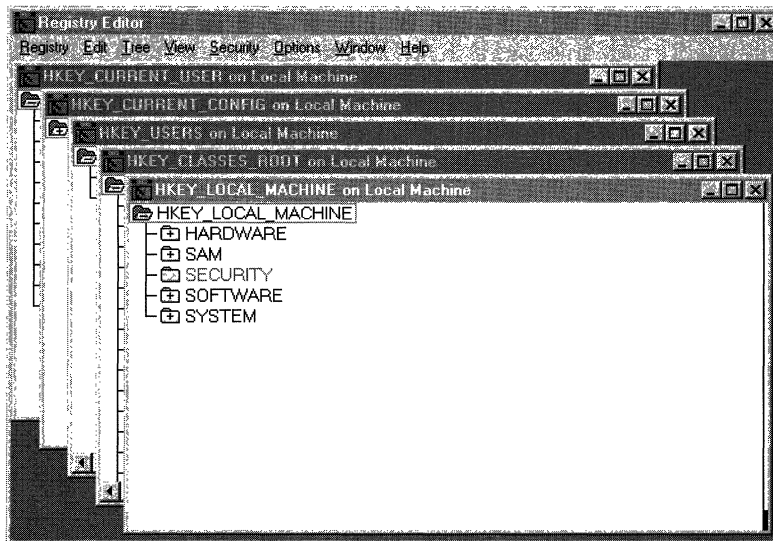 Registry Editor
Registry Edit Tree View Security Options Window Help
HKEY_CURRENT_USER on Local Machine
HKEY_CURRENT_CONFIG on Local Machine
HKEY_USERS on Local Machine
HKEY_CLASSES_ROOT on Local Machine
HKEY_LOCAL_MACHINE on Local Machine
HKEY_LOCAL_MACHINE
HARDWARE
SAM
SECURITY
SOFTWARE
SYSTEM